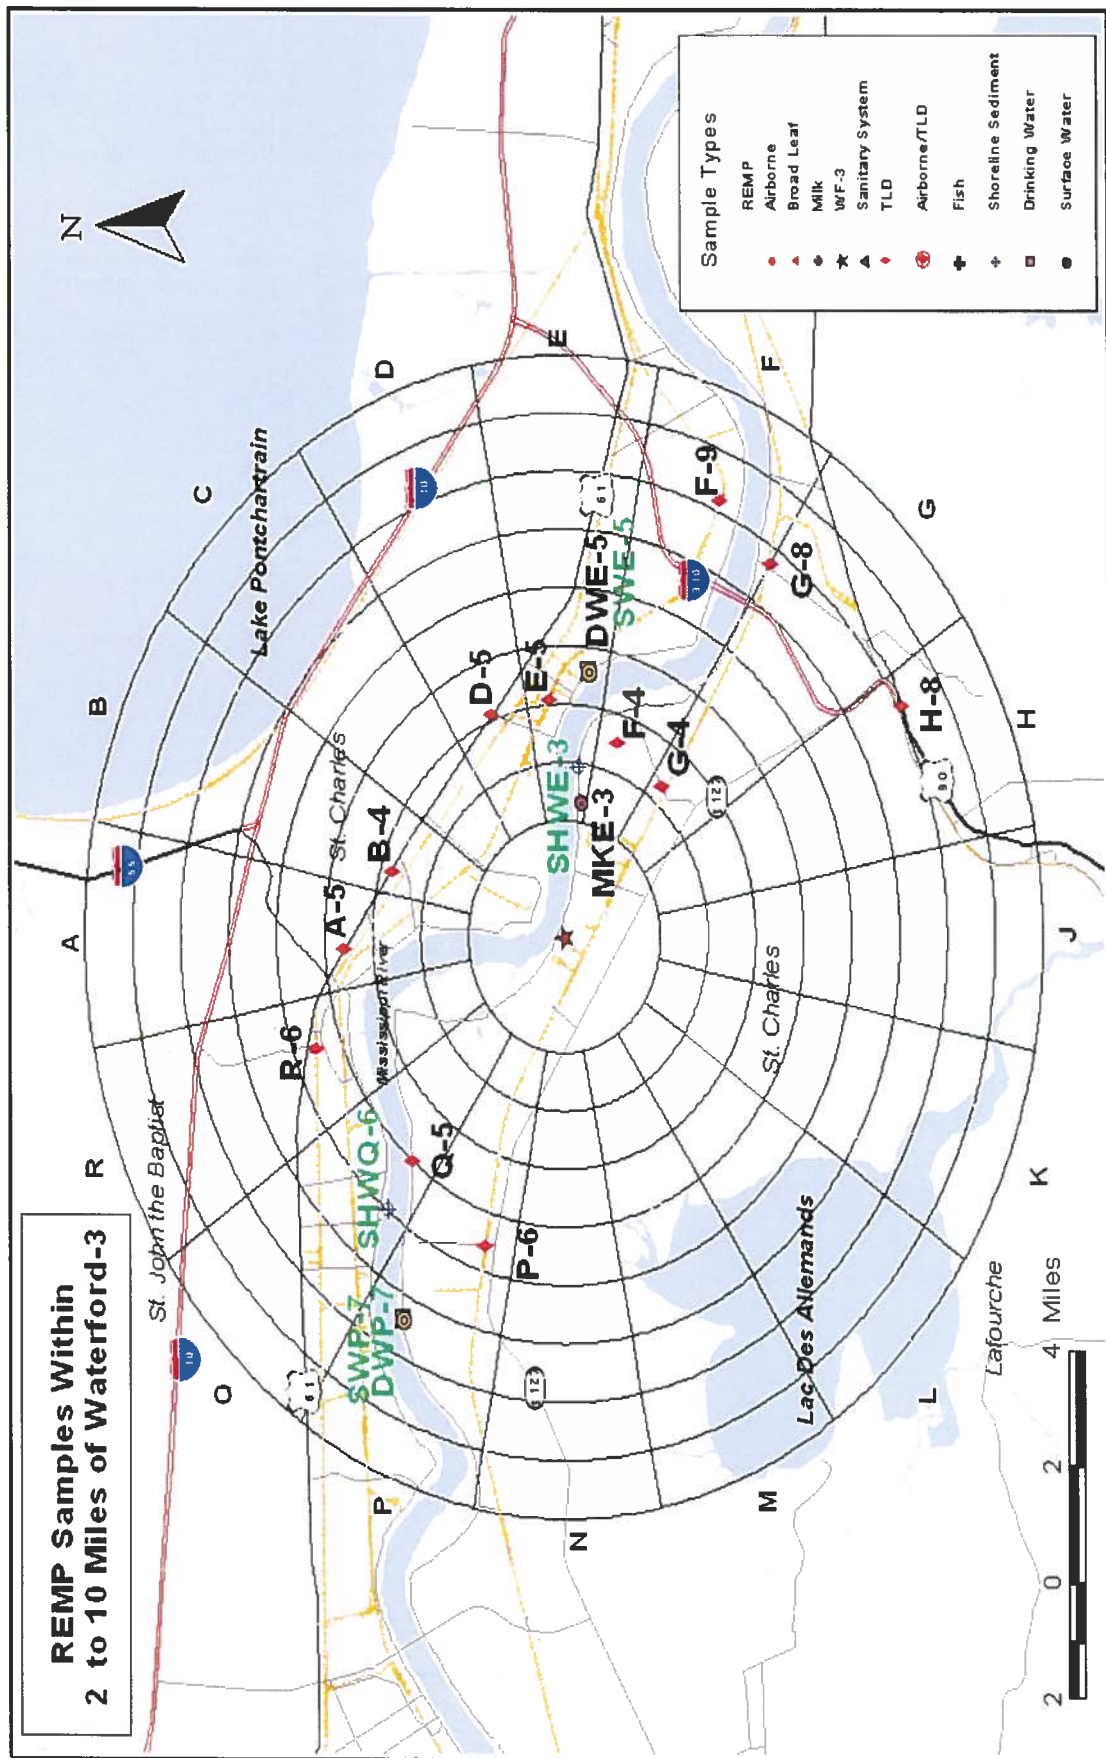 REMP Samples Within
2 to 10 Miles of Waterford-3
N
A
B
C
D
E
F
G
H
J
K
L
M
N
P
Q
R
Lake Pontchartrain
St. John the Baptist
St. Charles
Mississippi River
St. Charles
Lac Des Allemands
Lafourche
55
10
10
310
61
61
90
3127
3127
R-6
A-5
B-4
D-5
E-5
DWE-5
SWE-5
F-9
F-4
G-4
G-8
H-8
SHWE-3
MKE-3
SHWQ-6
Q-5
P-6
SWP-7
DWP-7
Sample Types
REMP
Airborne
Broad Leaf
Milk
WF-3
Sanitary System
TLD
Airborne/TLD
Fish
Shoreline Sediment
Drinking Water
Surface Water
2 0 2 4 Miles